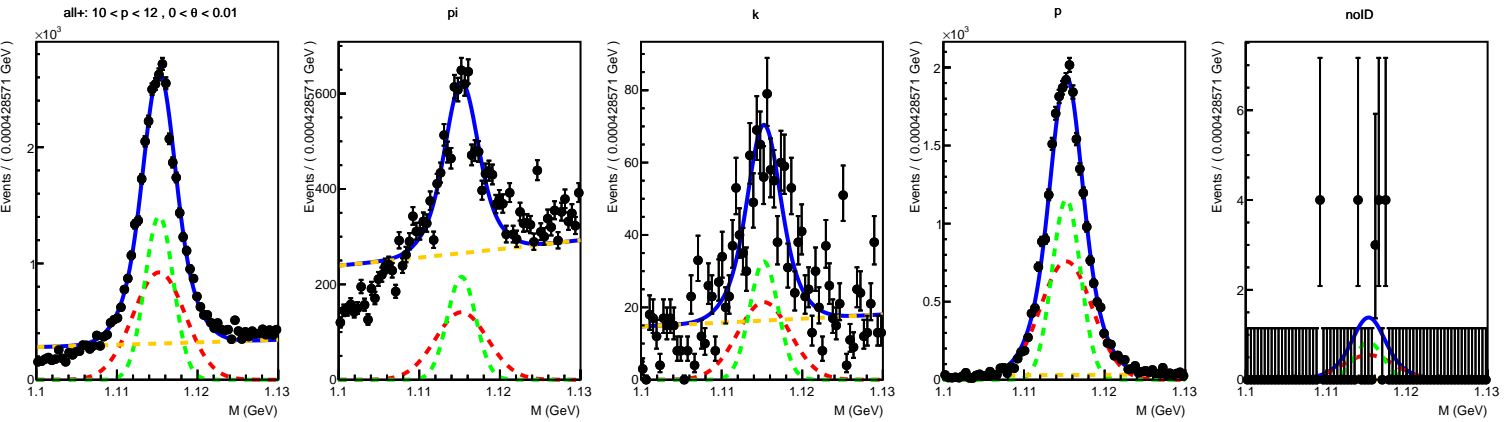 all+: 10 < p < 12 , 0 < θ < 0.01
×10³
Events / ( 0.000428571 GeV )
2
1
0
1.1 1.11 1.12 1.13
M (GeV)
pi
Events / ( 0.000428571 GeV )
600
400
200
0
1.1 1.11 1.12 1.13
M (GeV)
k
Events / ( 0.000428571 GeV )
80
60
40
20
0
1.1 1.11 1.12 1.13
M (GeV)
p
×10³
Events / ( 0.000428571 GeV )
2
1.5
1
0.5
0
1.1 1.11 1.12 1.13
M (GeV)
noID
Events / ( 0.000428571 GeV )
6
4
2
0
1.1 1.11 1.12 1.13
M (GeV)